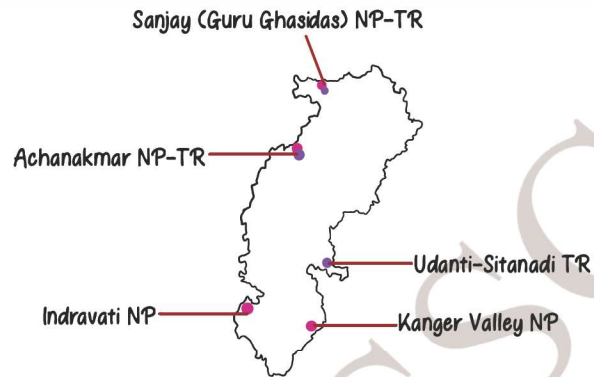 Sanjay (Guru Ghasidas) NP-TR
Achanakmar NP-TR
Udanti-Sitanadi TR
Indravati NP
Kanger Valley NP